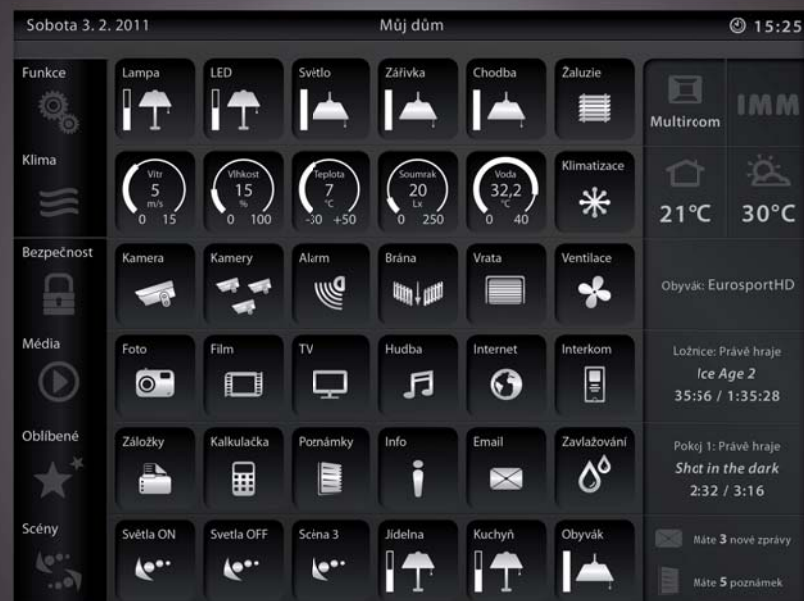 Sobota 3. 2. 2011
Můj dům
15:25
Funkce
Lampa
LED
Světlo
Zářivka
Chodba
Žaluzie
Multiroom
IMM
Klima
Vítr
5
m/s
0 15
Vlhkost
15
%
0 100
Teplota
7
°C
-30 +50
Soumrak
20
Lx
0 250
Voda
32,2
°C
0 40
Klimatizace
21°C
30°C
Bezpečnost
Kamera
Kamery
Alarm
Brána
Vrata
Ventilace
Obyvák: EurosportHD
Média
Foto
Film
TV
Hudba
Internet
Interkom
Ložnice: Právě hraje
Ice Age 2
35:56 / 1:35:28
Oblíbené
Záložky
Kalkulačka
Poznámky
Info
Email
Zavlažování
Pokoj 1: Právě hraje
Shot in the dark
2:32 / 3:16
Scény
Světla ON
Svetla OFF
Scéna 3
Jídelna
Kuchyň
Obyvák
Máte 3 nové zprávy
Máte 5 poznámek